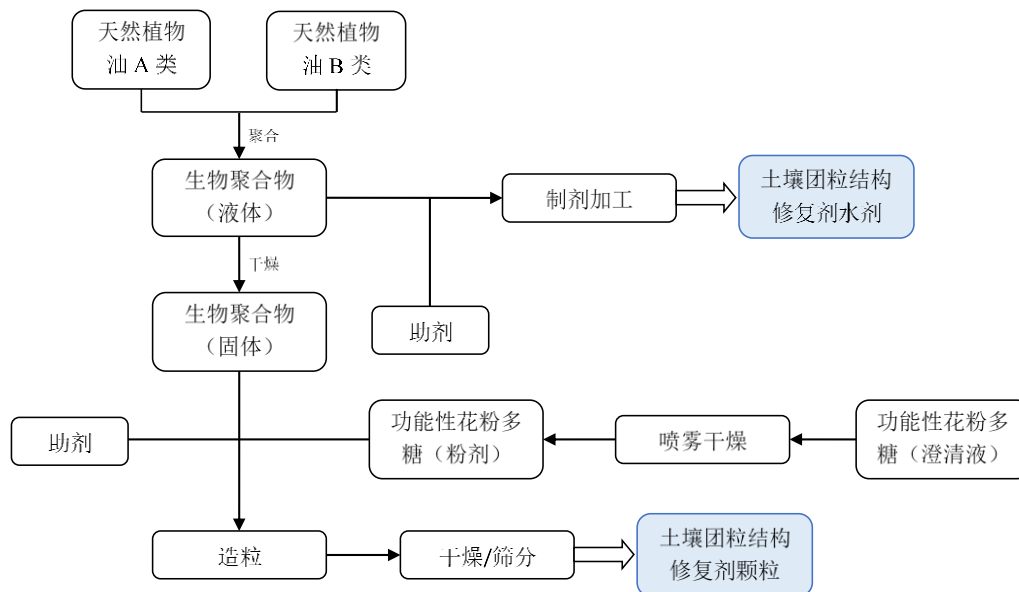 天然植物
油 A 类
天然植物
油 B 类
聚合
生物聚合物
（液体）
制剂加工
土壤团粒结构
修复剂水剂
干燥
生物聚合物
（固体）
助剂
助剂
功能性花粉多
糖（粉剂）
喷雾干燥
功能性花粉多
糖（澄清液）
造粒
干燥/筛分
土壤团粒结构
修复剂颗粒